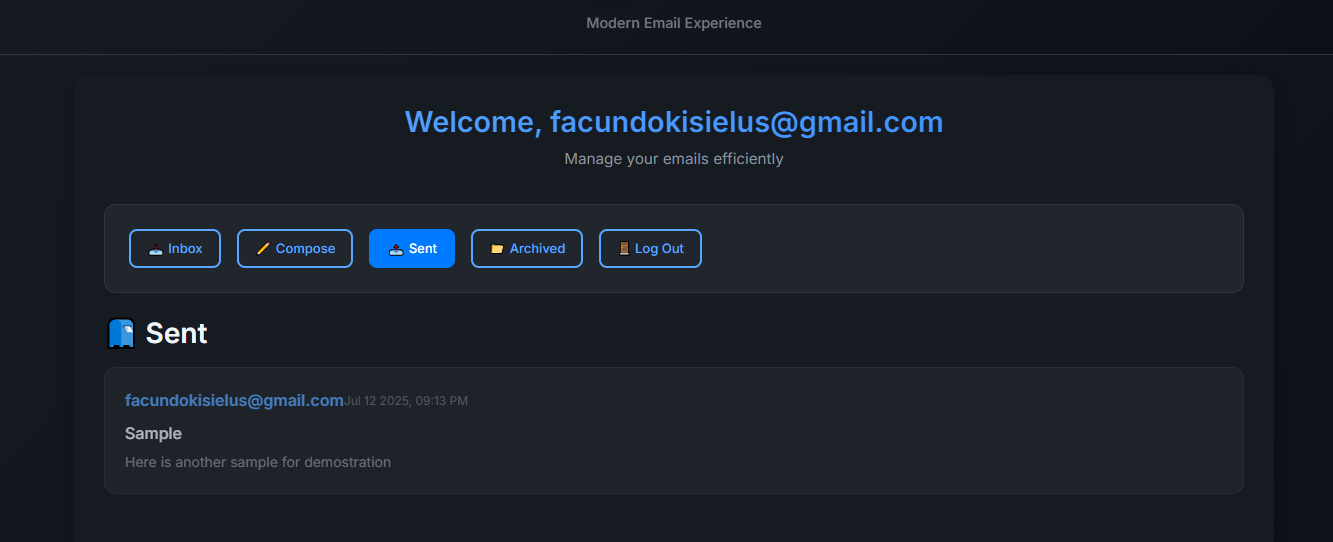 Modern Email Experience
Welcome, facundokisielus@gmail.com
Manage your emails efficiently
Inbox
Compose
Sent
Archived
Log Out
Sent
facundokisielus@gmail.com Jul 12 2025, 09:13 PM
Sample
Here is another sample for demostration